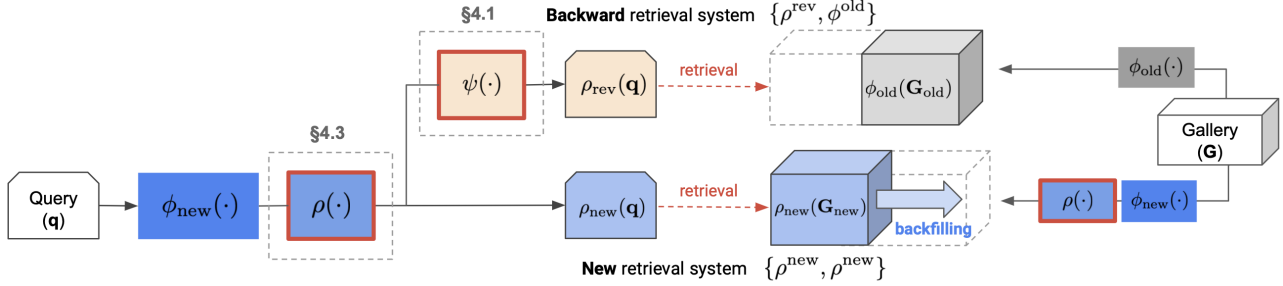 Backward retrieval system {ρ^rev, ϕ^old}
§4.1
ψ(·)
ρ_rev(q)
retrieval
ϕ_old(G_old)
ϕ_old(·)
Gallery
(G)
§4.3
Query
(q)
ϕ_new(·)
ρ(·)
ρ_new(q)
retrieval
ρ_new(G_new)
backfilling
ρ(·)
ϕ_new(·)
New retrieval system {ρ^new, ρ^new}